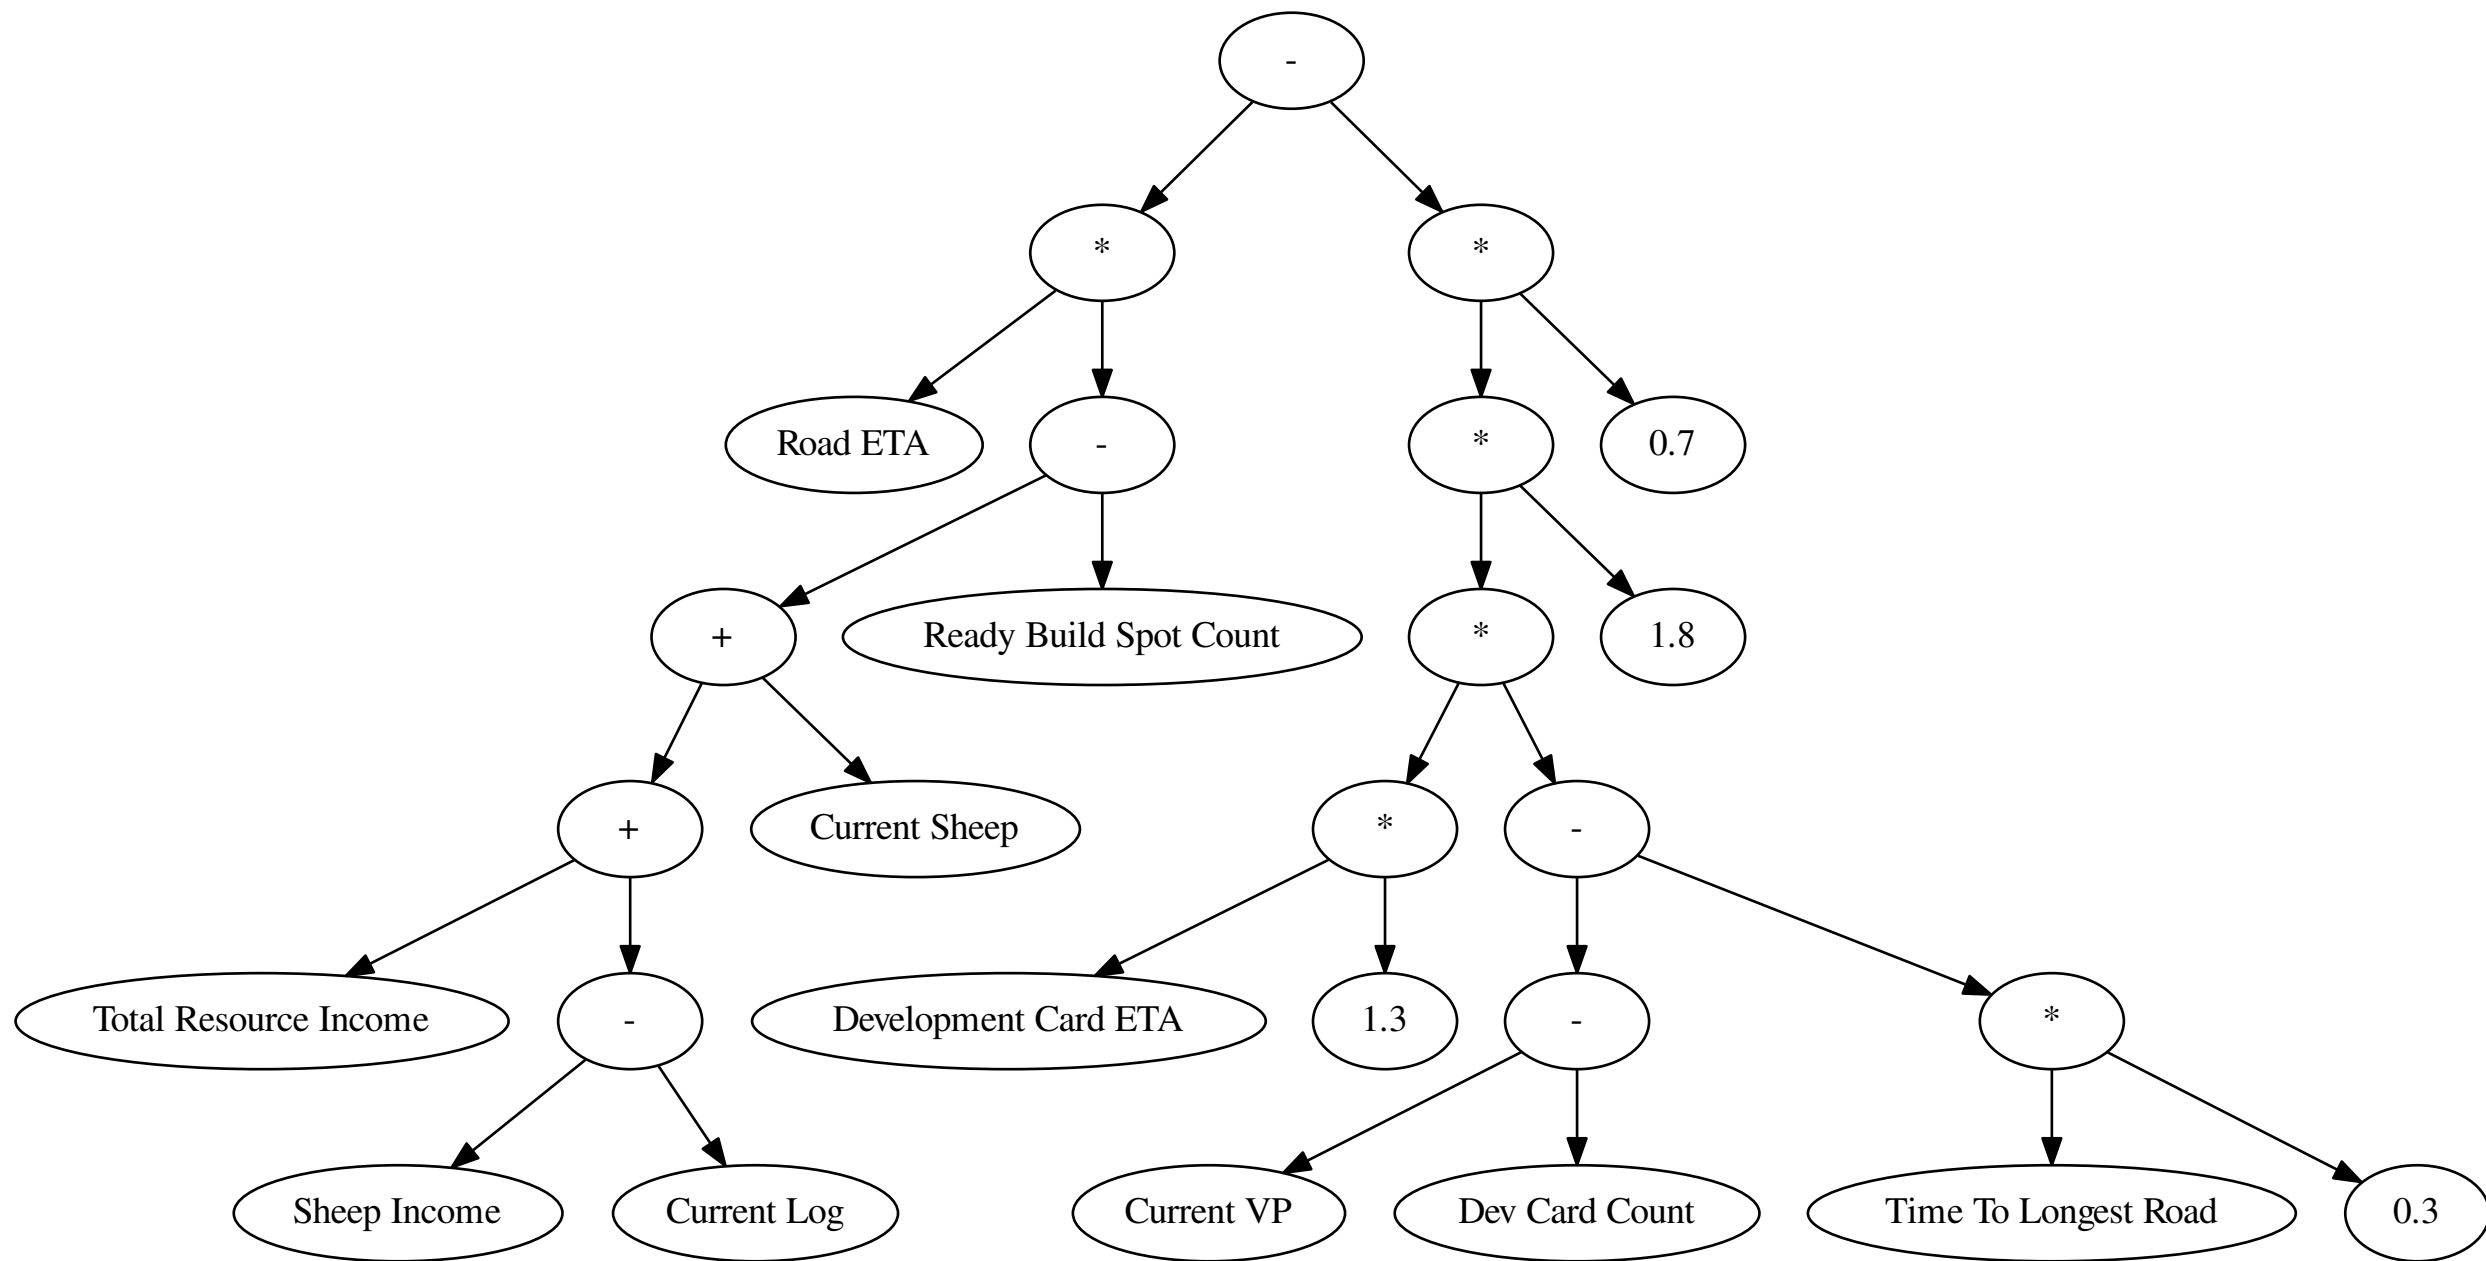 -
*
*
Road ETA
-
*
0.7
+
Ready Build Spot Count
*
1.8
+
Current Sheep
*
-
Total Resource Income
-
Development Card ETA
1.3
-
*
Sheep Income
Current Log
Current VP
Dev Card Count
Time To Longest Road
0.3